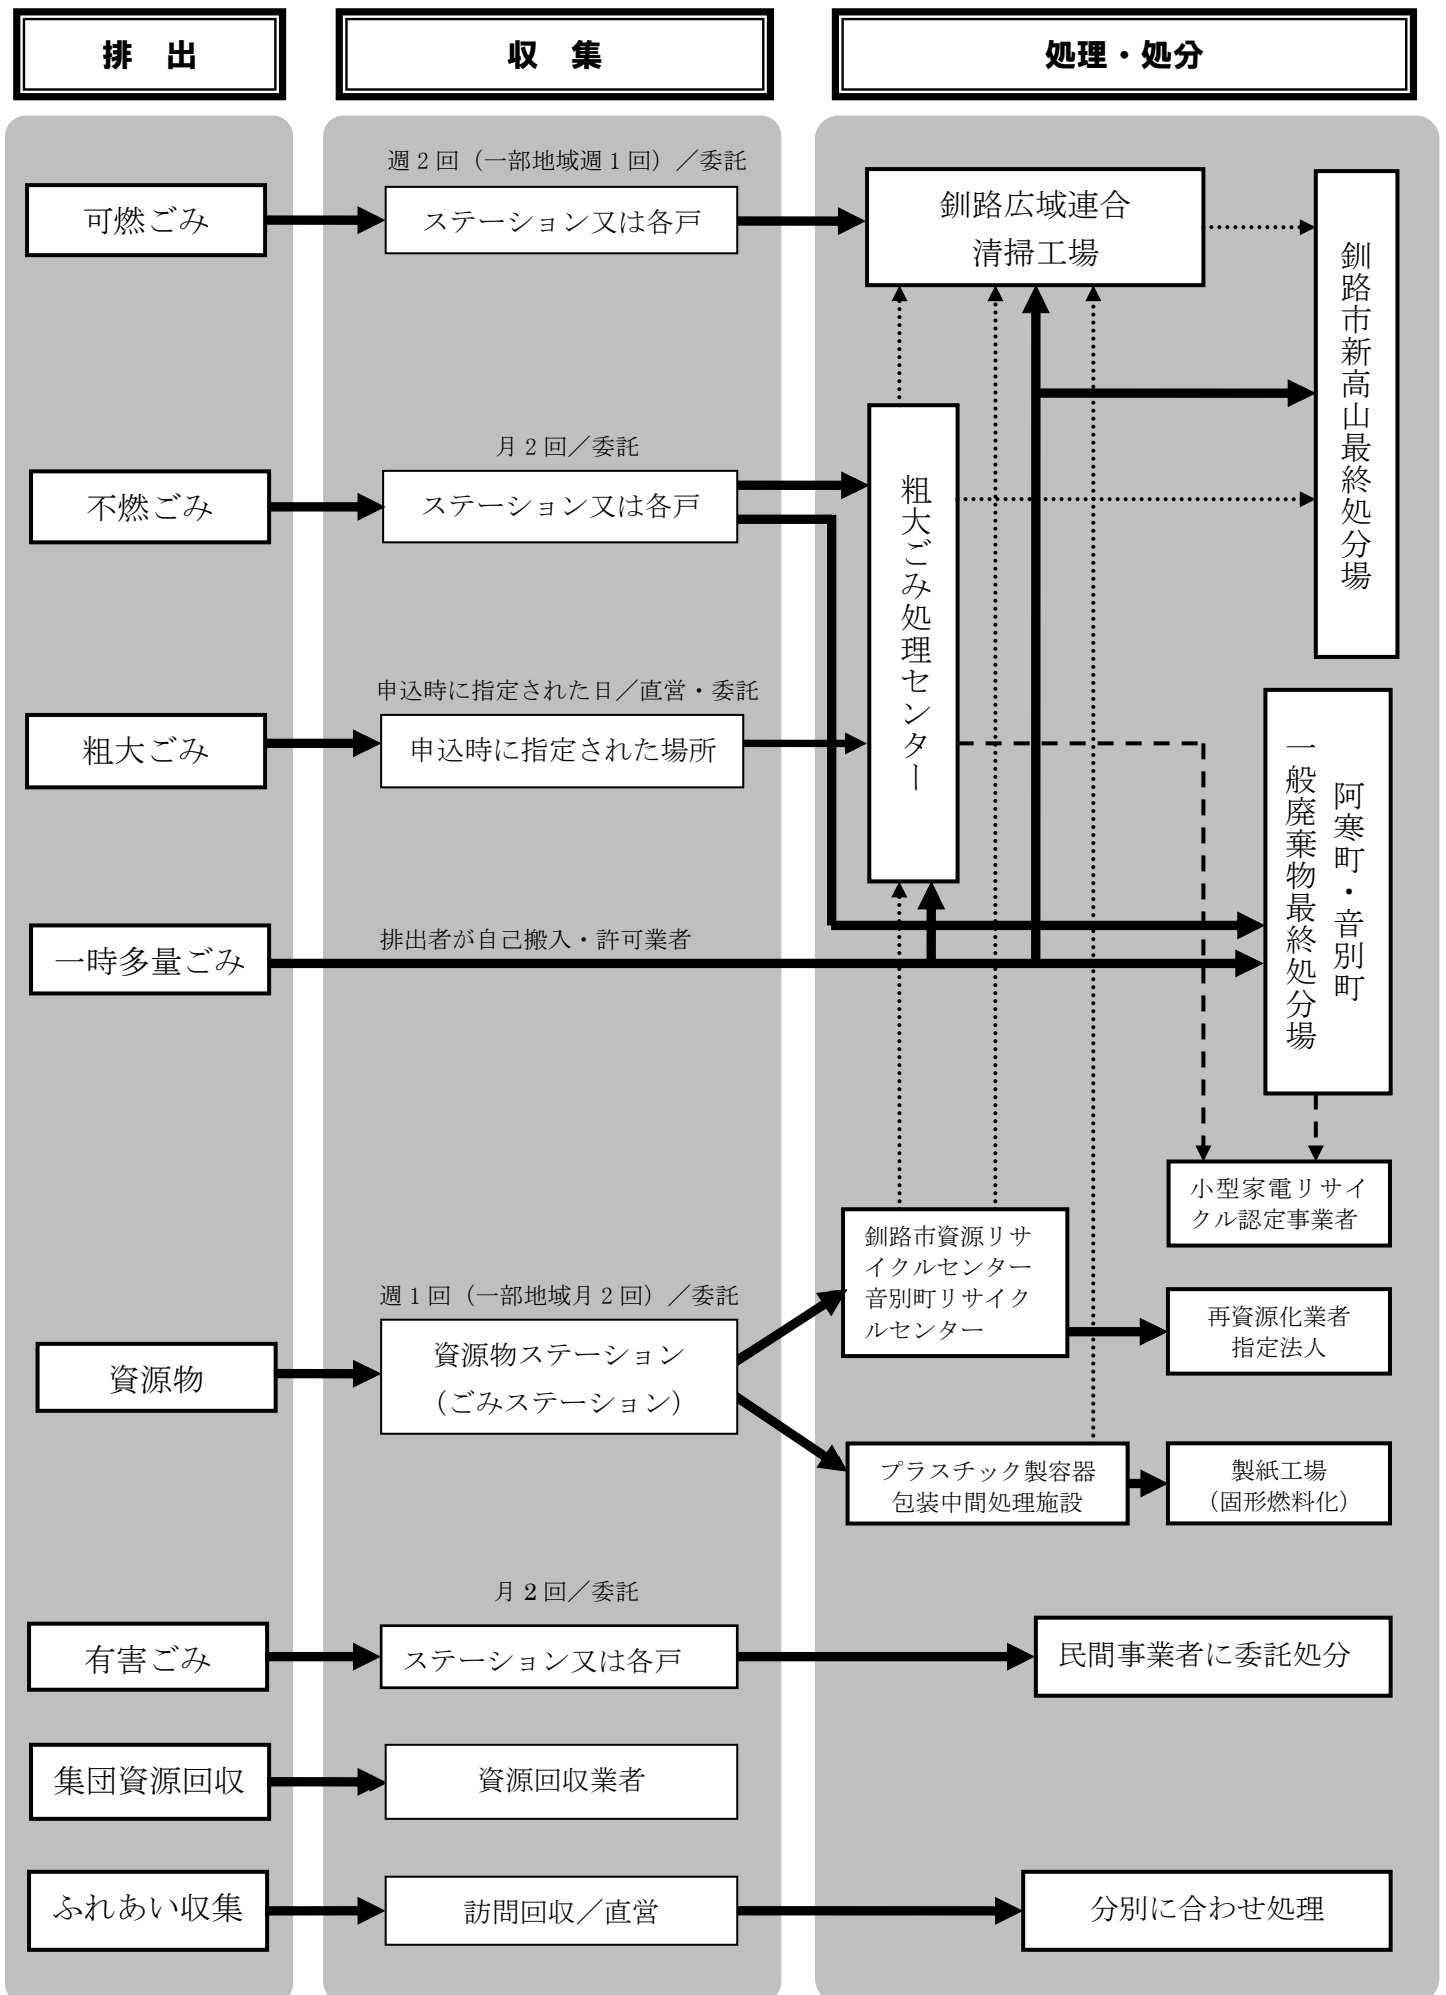 排　出
収　集
処理・処分
週２回（一部地域週１回）／委託
可燃ごみ
ステーション又は各戸
釧路広域連合
清掃工場
釧路市新高山最終処分場
月２回／委託
不燃ごみ
ステーション又は各戸
粗大ごみ処理センター
申込時に指定された日／直営・委託
粗大ごみ
申込時に指定された場所
阿寒町・音別町
一般廃棄物最終処分場
一時多量ごみ
排出者が自己搬入・許可業者
小型家電リサイ
クル認定事業者
釧路市資源リサ
イクルセンター
音別町リサイク
ルセンター
再資源化業者
指定法人
週１回（一部地域月２回）／委託
資源物
資源物ステーション
（ごみステーション）
プラスチック製容器
包装中間処理施設
製紙工場
（固形燃料化）
月２回／委託
有害ごみ
ステーション又は各戸
民間事業者に委託処分
集団資源回収
資源回収業者
ふれあい収集
訪問回収／直営
分別に合わせ処理